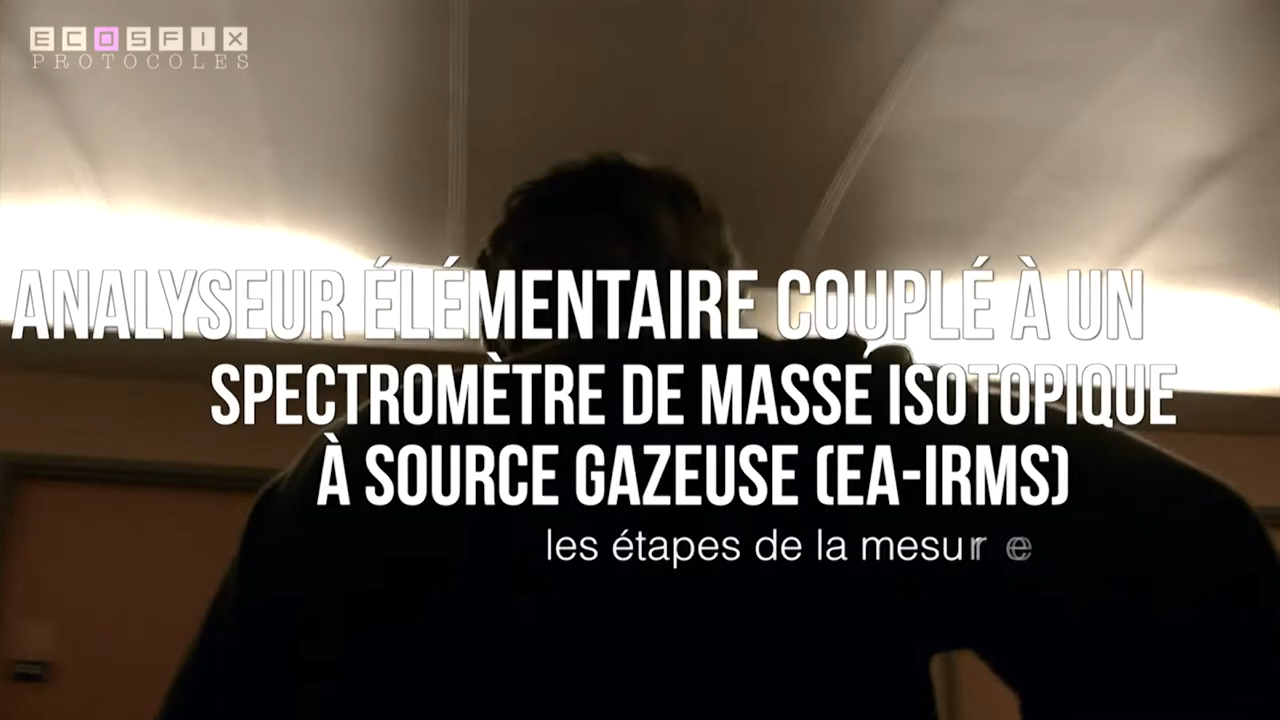 ECOSFIX
PROTOCOLES
ANALYSEUR ÉLÉMENTAIRE COUPLÉ À UN
SPECTROMÈTRE DE MASSE ISOTOPIQUE
À SOURCE GAZEUSE (EA-IRMS)
les étapes de la mesure